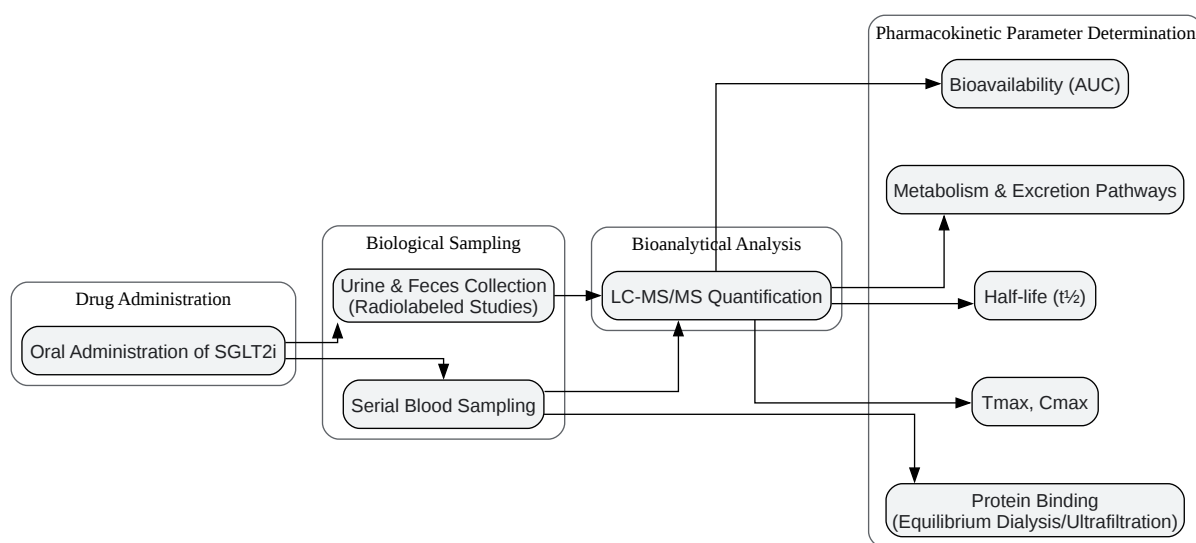 Drug Administration
Oral Administration of SGLT2i
Biological Sampling
Urine & Feces Collection
(Radiolabeled Studies)
Serial Blood Sampling
Bioanalytical Analysis
LC-MS/MS Quantification
Pharmacokinetic Parameter Determination
Bioavailability (AUC)
Metabolism & Excretion Pathways
Half-life (t½)
Tmax, Cmax
Protein Binding
(Equilibrium Dialysis/Ultrafiltration)